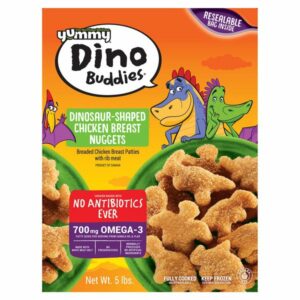 RESEALABLE
BAG INSIDE
yummy
Dino
Buddies
DINOSAUR-SHAPED
CHICKEN BREAST
NUGGETS
Breaded Chicken Breast Patties
with rib meat
NO ANTIBIOTICS
EVER
700mg OMEGA-3
FULLY COOKED
KEEP FROZEN
Net Wt. 5 lbs.